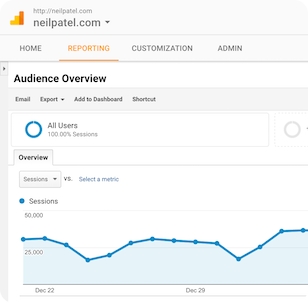 http://neilpatel.com
neilpatel.com
HOME REPORTING CUSTOMIZATION ADMIN
Audience Overview
Email Export Add to Dashboard Shortcut
All Users
100.00% Sessions
Overview
Sessions vs. Select a metric
Sessions
50,000
25,000
Dec 22 Dec 29